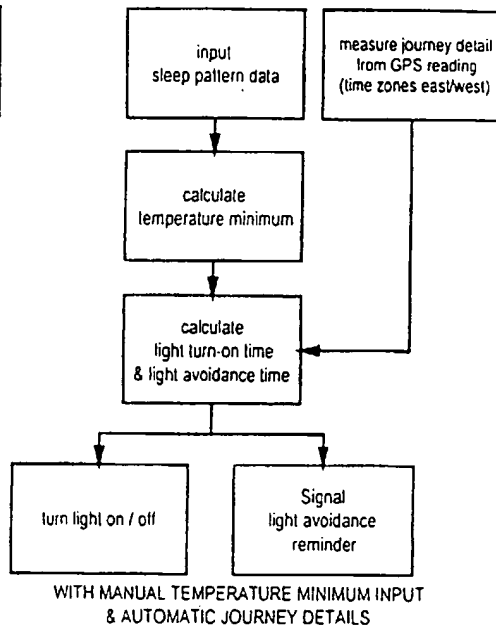 input
sleep pattern data
measure journey detail
from GPS reading
(time zones east/west)
calculate
temperature minimum
calculate
light turn-on time
& light avoidance time
turn light on / off
Signal
light avoidance
reminder
WITH MANUAL TEMPERATURE MINIMUM INPUT
& AUTOMATIC JOURNEY DETAILS